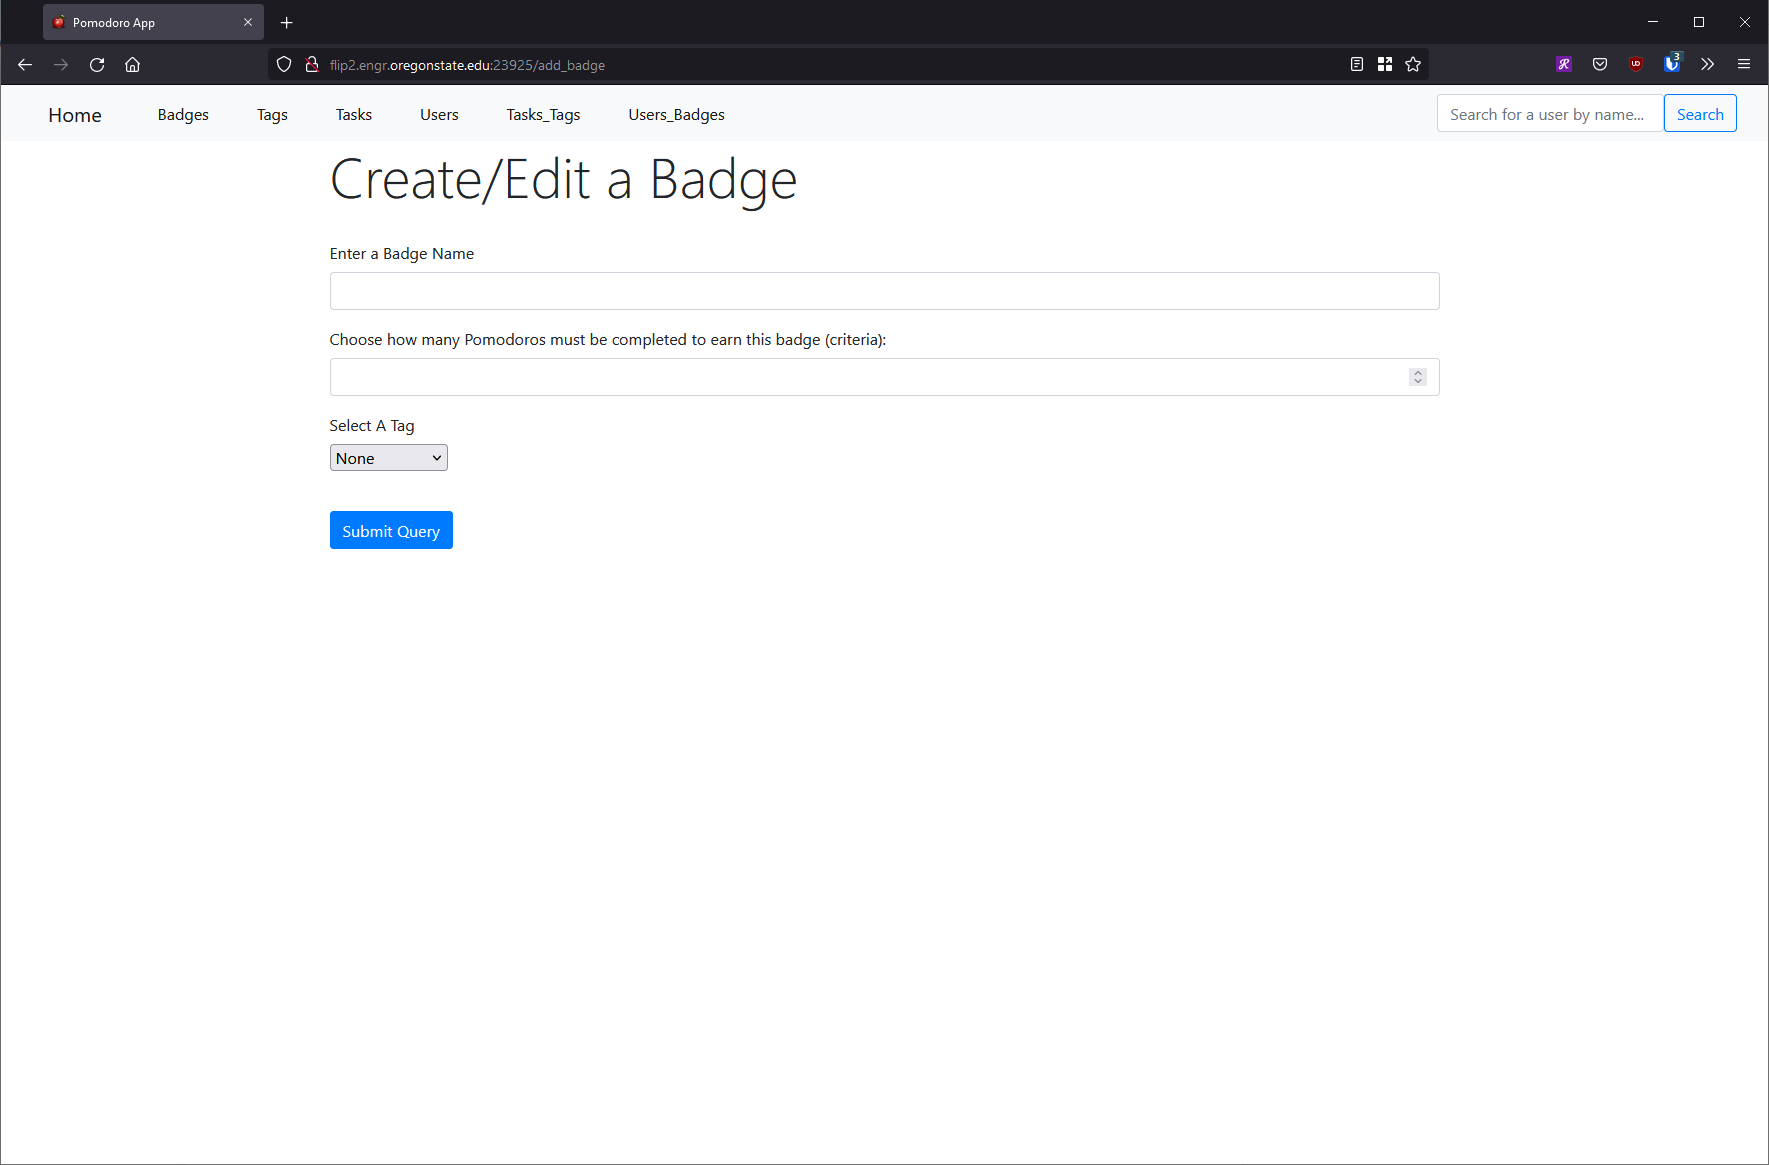 Pomodoro App
flip2.engr.oregonstate.edu:23925/add_badge
3
Home Badges Tags Tasks Users Tasks_Tags Users_Badges Search for a user by name... Search
Create/Edit a Badge
Enter a Badge Name
Choose how many Pomodoros must be completed to earn this badge (criteria):
Select A Tag
None
Submit Query